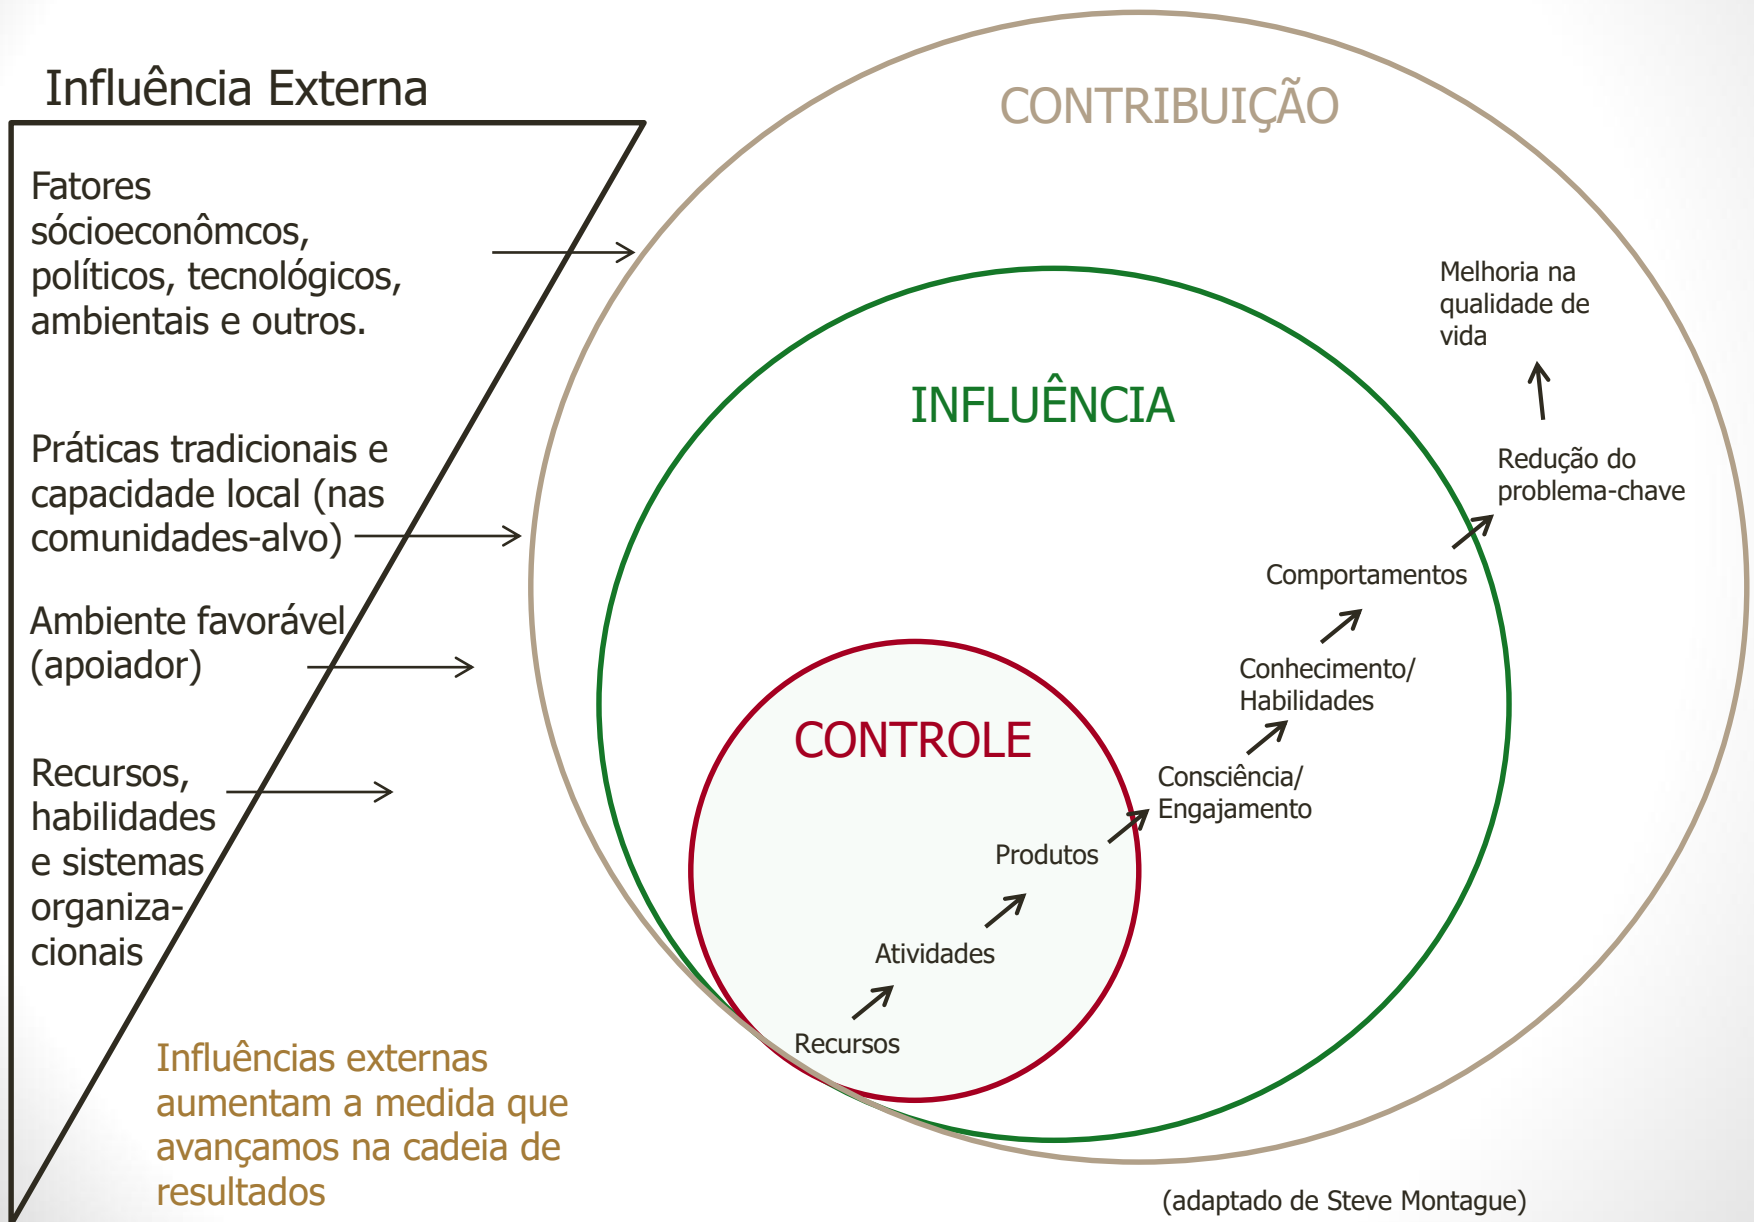 Influência Externa
Fatores
sócioeconômcos,
políticos, tecnológicos,
ambientais e outros.
Práticas tradicionais e
capacidade local (nas
comunidades-alvo)
Ambiente favorável
(apoiador)
Recursos,
habilidades
e sistemas
organiza-
cionais
Influências externas
aumentam a medida que
avançamos na cadeia de
resultados
CONTRIBUIÇÃO
INFLUÊNCIA
CONTROLE
Melhoria na
qualidade de
vida
Redução do
problema-chave
Comportamentos
Conhecimento/
Habilidades
Consciência/
Engajamento
Produtos
Atividades
Recursos
(adaptado de Steve Montague)